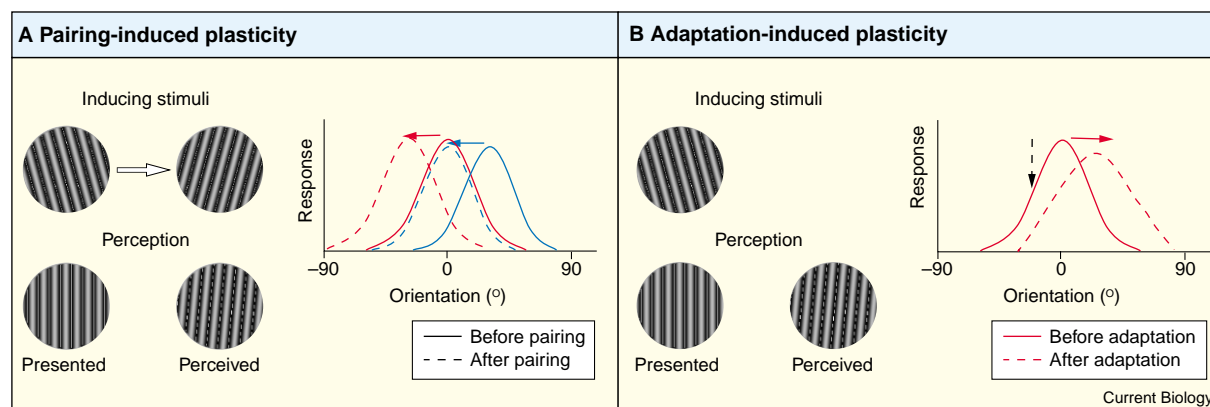 A Pairing-induced plasticity
Inducing stimuli
Perception
Presented
Perceived
Response
–90
0
90
Orientation (º)
Before pairing
After pairing
B Adaptation-induced plasticity
Inducing stimuli
Perception
Presented
Perceived
Response
–90
0
90
Orientation (º)
Before adaptation
After adaptation
Current Biology